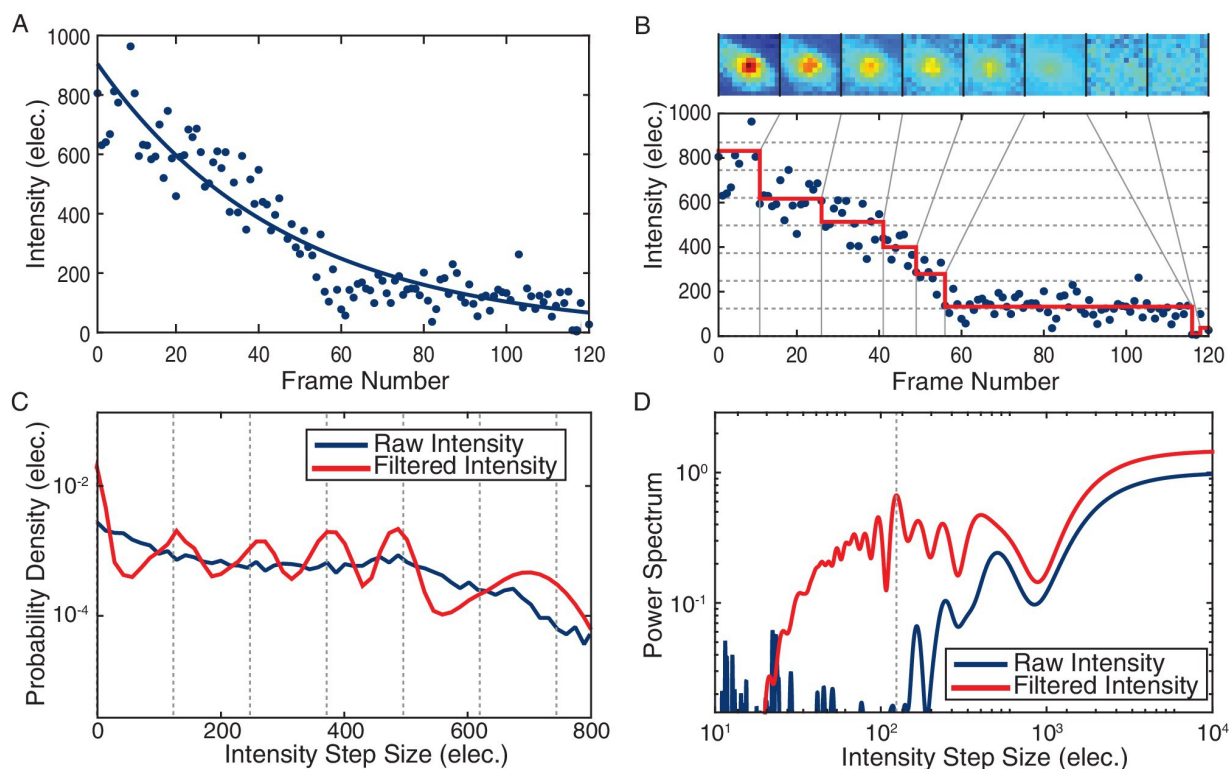 A
Intensity (elec.)
1000
800
600
400
200
0
0 20 40 60 80 100 120
Frame Number
B
Intensity (elec.)
1000
800
600
400
200
0
0 20 40 60 80 100 120
Frame Number
C
Probability Density (elec.)
10-2
10-4
Raw Intensity
Filtered Intensity
0 200 400 600 800
Intensity Step Size (elec.)
D
Power Spectrum
100
10-1
Raw Intensity
Filtered Intensity
101 102 103 104
Intensity Step Size (elec.)